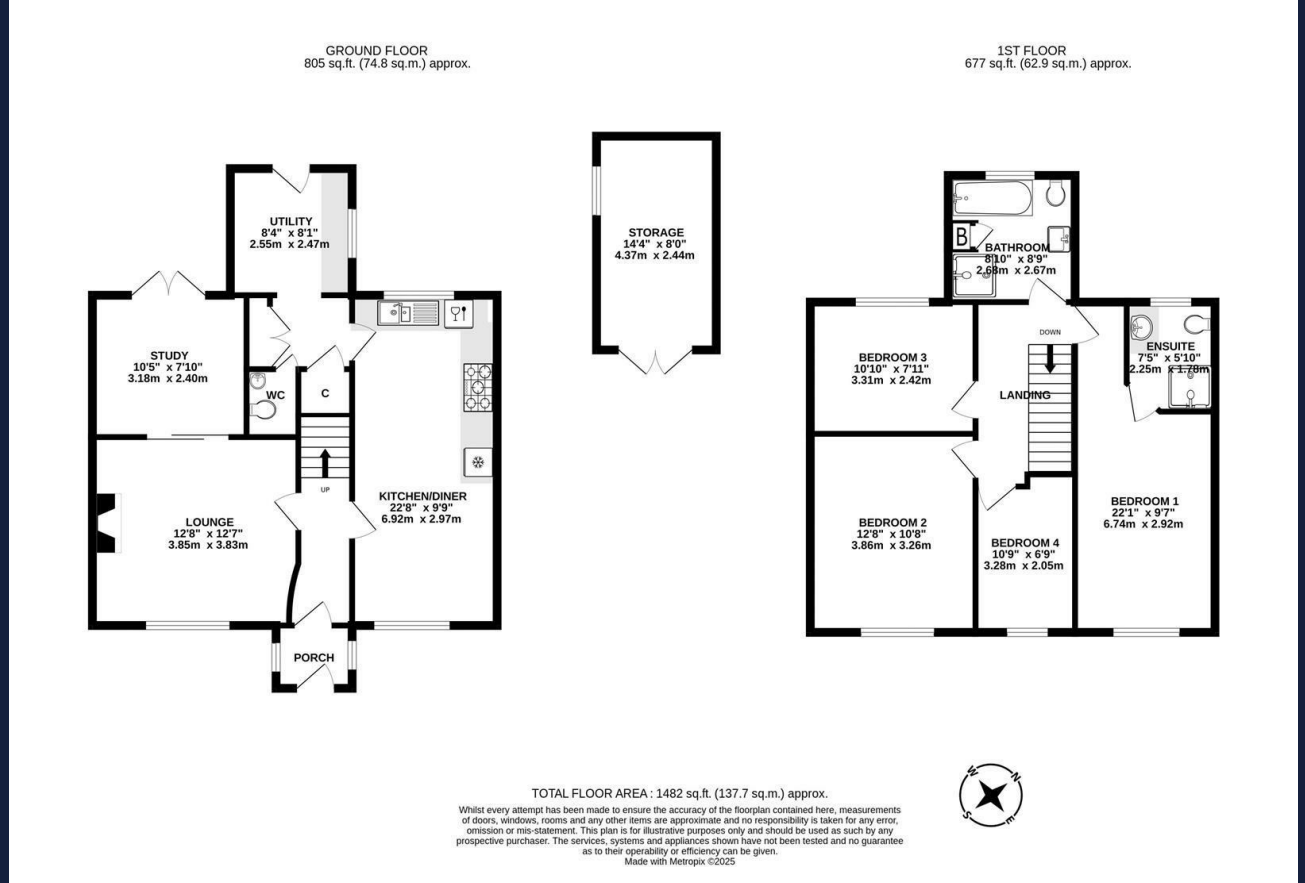 GROUND FLOOR
805 sq.ft. (74.8 sq.m.) approx.
1ST FLOOR
677 sq.ft. (62.9 sq.m.) approx.
UTILITY
8'4" x 8'1"
2.55m x 2.47m
STORAGE
14'4" x 8'0"
4.37m x 2.44m
B
BATHROOM
8'10" x 8'9"
2.68m x 2.67m
STUDY
10'5" x 7'10"
3.18m x 2.40m
WC
C
UP
KITCHEN/DINER
22'8" x 9'9"
6.92m x 2.97m
LOUNGE
12'8" x 12'7"
3.85m x 3.83m
PORCH
DOWN
ENSUITE
7'5" x 5'10"
2.25m x 1.78m
BEDROOM 3
10'10" x 7'11"
3.31m x 2.42m
LANDING
BEDROOM 1
22'1" x 9'7"
6.74m x 2.92m
BEDROOM 2
12'8" x 10'8"
3.86m x 3.26m
BEDROOM 4
10'9" x 6'9"
3.28m x 2.05m
TOTAL FLOOR AREA : 1482 sq.ft. (137.7 sq.m.) approx.
Whilst every attempt has been made to ensure the accuracy of the floorplan contained here, measurements
of doors, windows, rooms and any other items are approximate and no responsibility is taken for any error,
omission or mis-statement. This plan is for illustrative purposes only and should be used as such by any
prospective purchaser. The services, systems and appliances shown have not been tested and no guarantee
as to their operability or efficiency can be given.
Made with Metropix ©2025
W
N
S
E